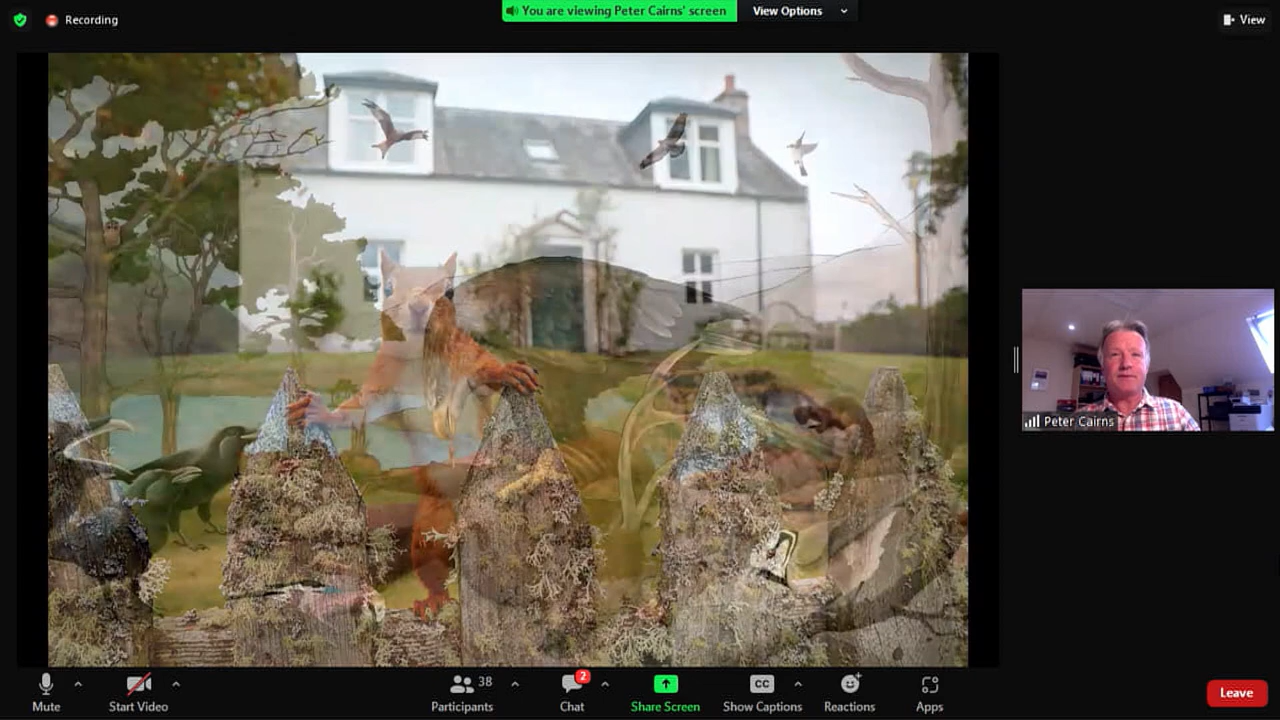 Recording
You are viewing Peter Cairns' screen
View Options
View
Peter Cairns
Mute
Start Video
38
Participants
2
Chat
Share Screen
CC
Show Captions
Reactions
Apps
Leave